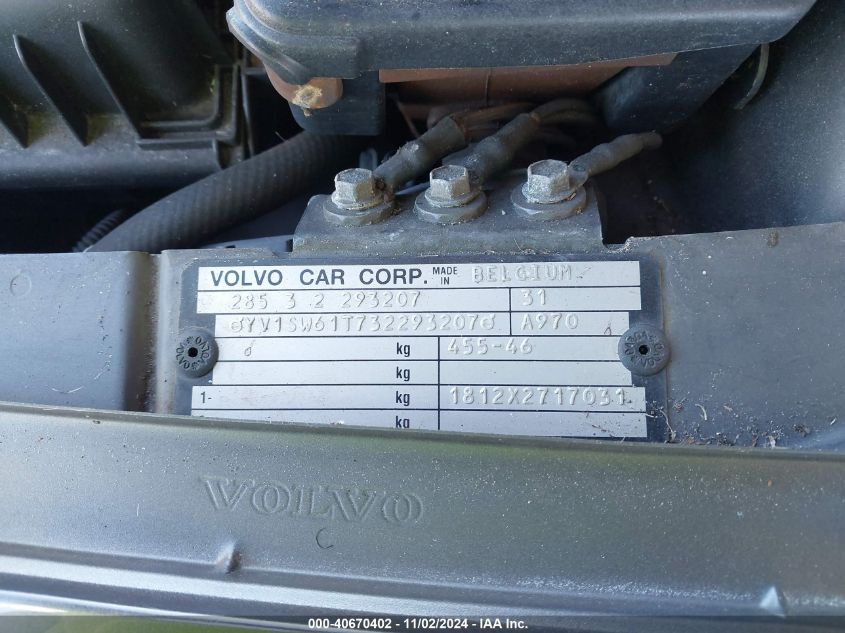 VOLVO CAR CORP. MADE IN BELGIUM
285 3 2 293207 31
YV1SW61T732293207 A970
kg 455-46
kg
1- kg 1812X2717031
kg
VOLVO
C
000-40670402 - 11/02/2024 - IAA Inc.